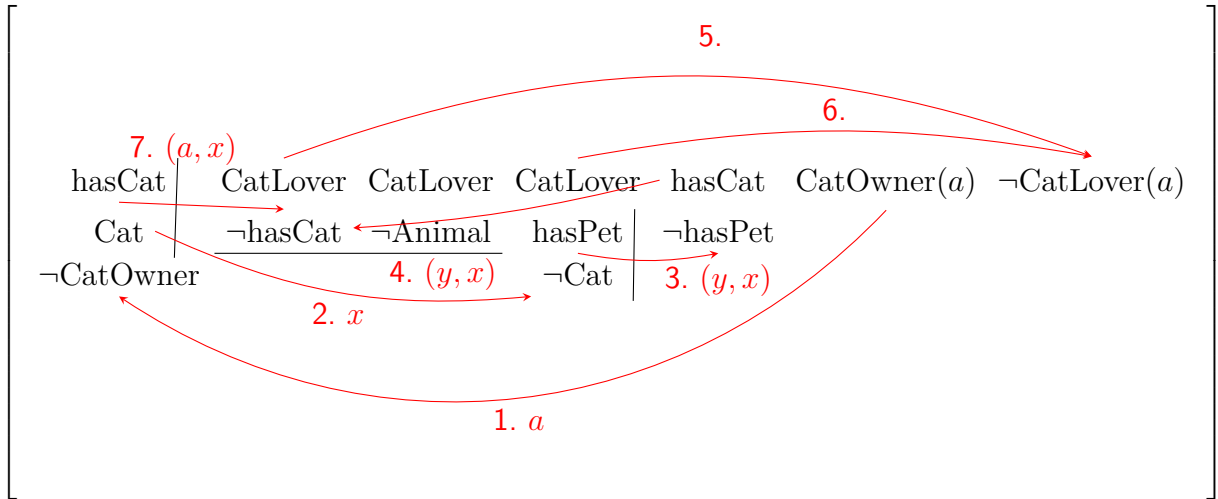 5.
6.
7. (a, x)
hasCat CatLover CatLover CatLover hasCat CatOwner(a) ¬CatLover(a)
Cat ¬hasCat ¬Animal hasPet ¬hasPet
¬CatOwner 4. (y, x) ¬Cat 3. (y, x)
2. x
1. a